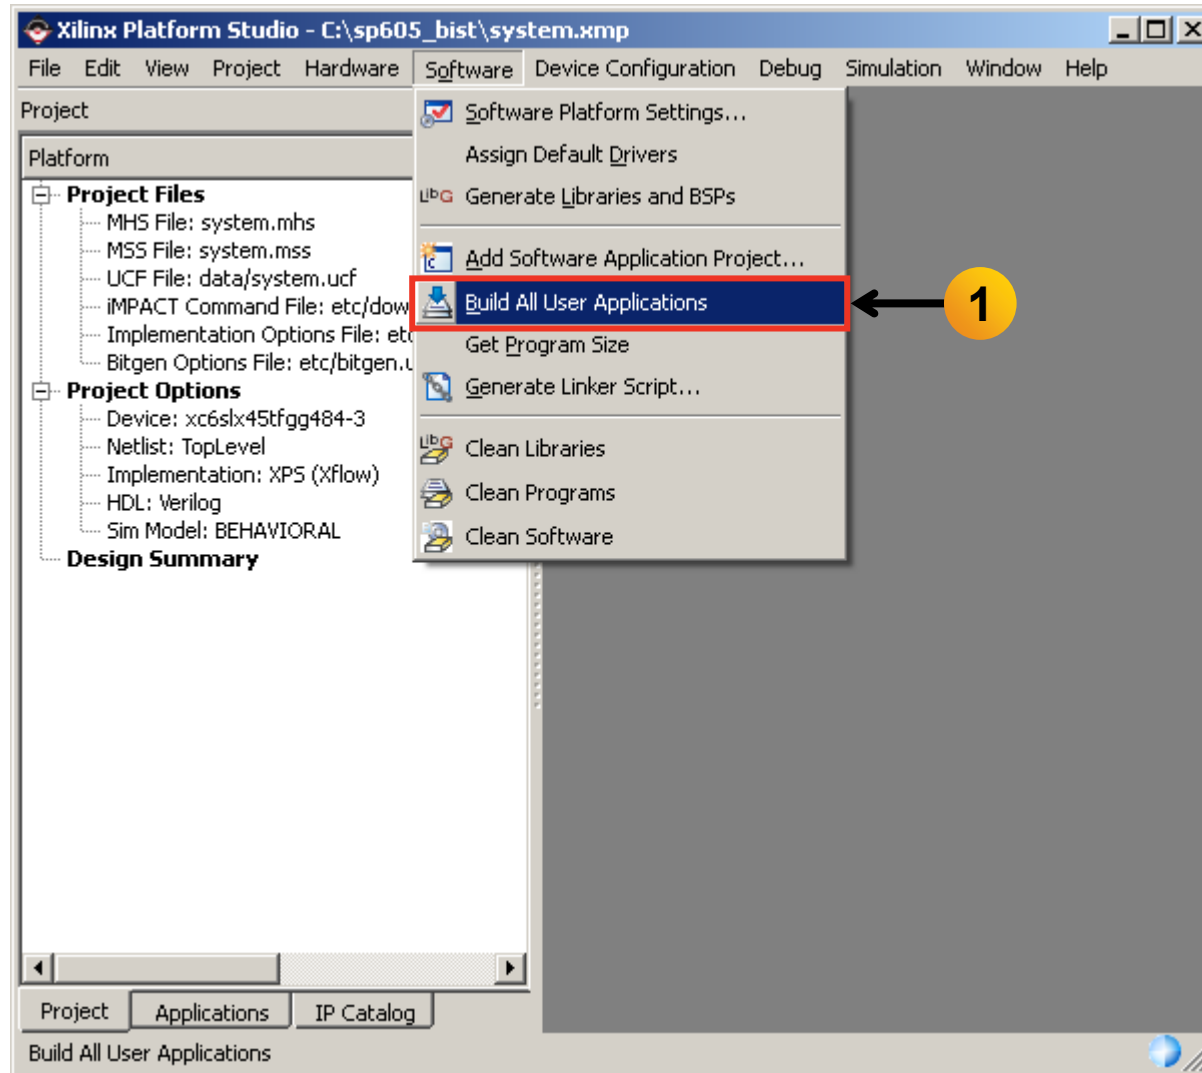 Xilinx Platform Studio - C:\sp605_bist\system.xmp
File Edit View Project Hardware Software Device Configuration Debug Simulation Window Help
Project
Platform
Project Files
MHS File: system.mhs
MSS File: system.mss
UCF File: data/system.ucf
iMPACT Command File: etc/dow
Implementation Options File: et
Bitgen Options File: etc/bitgen.u
Project Options
Device: xc6slx45tfgg484-3
Netlist: TopLevel
Implementation: XPS (Xflow)
HDL: Verilog
Sim Model: BEHAVIORAL
Design Summary
Software Platform Settings...
Assign Default Drivers
LibG Generate Libraries and BSPs
Add Software Application Project...
Build All User Applications
1
Get Program Size
Generate Linker Script...
LibG Clean Libraries
Clean Programs
Clean Software
Project Applications IP Catalog
Build All User Applications